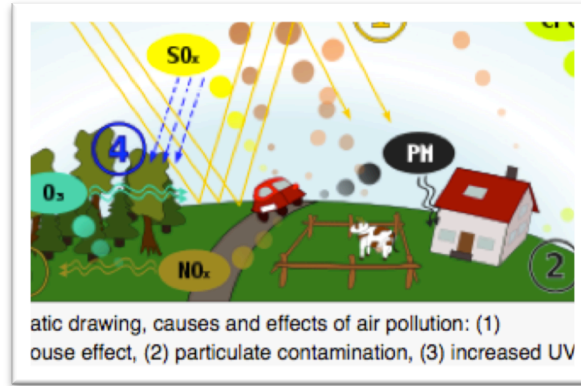 SOx
4
PM
O3
NOx
2
atic drawing, causes and effects of air pollution: (1)
ouse effect, (2) particulate contamination, (3) increased UV